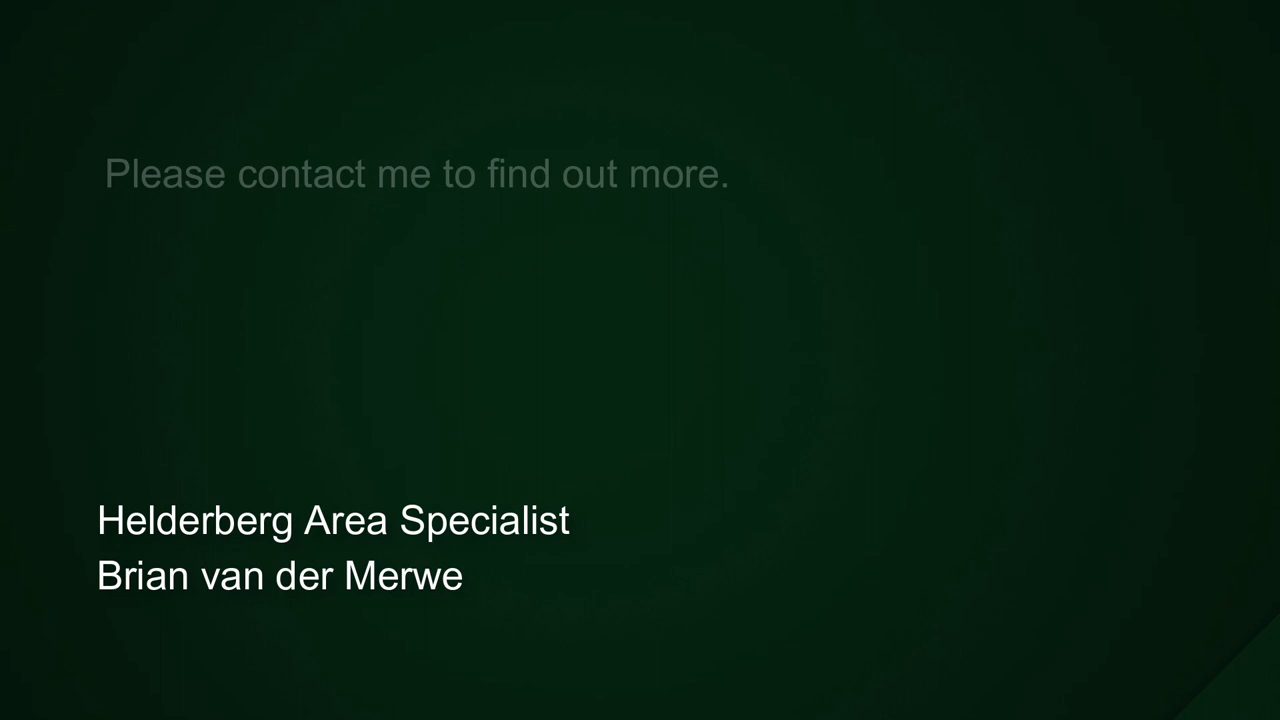 Please contact me to find out more.
Helderberg Area Specialist
Brian van der Merwe